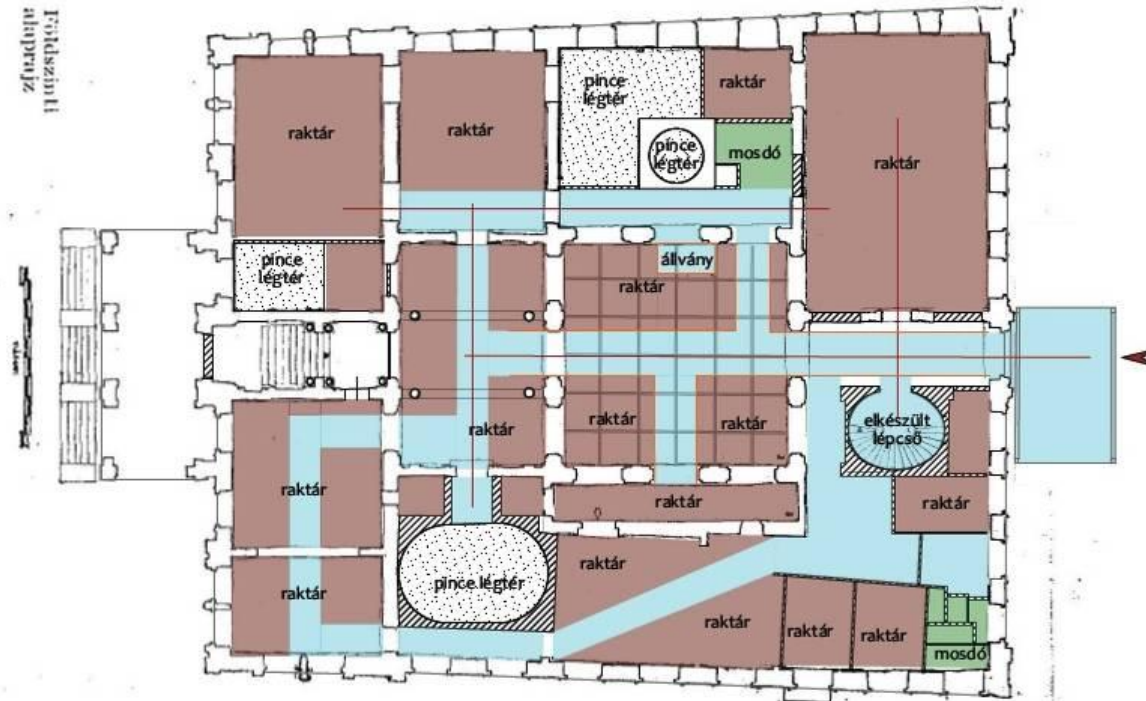 Földszinti
alaprajz
raktár
raktár
pince
légtér
raktár
mosdó
pince
légtér
raktár
pince
légtér
állvány
raktár
raktár
raktár
raktár
elkészült
lépcső
raktár
raktár
raktár
pince légtér
raktár
raktár
raktár
raktár
raktár
mosdó